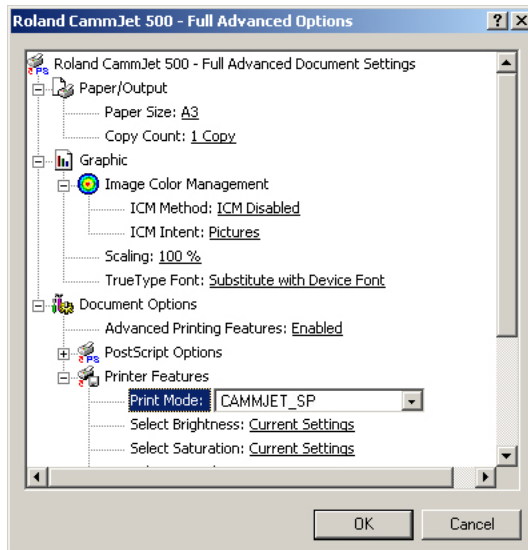 Roland CammJet 500 - Full Advanced Options
Roland CammJet 500 - Full Advanced Document Settings
Paper/Output
Paper Size: A3
Copy Count: 1 Copy
Graphic
Image Color Management
ICM Method: ICM Disabled
ICM Intent: Pictures
Scaling: 100 %
TrueType Font: Substitute with Device Font
Document Options
Advanced Printing Features: Enabled
PostScript Options
Printer Features
Print Mode: CAMMJET_SP
Select Brightness: Current Settings
Select Saturation: Current Settings
OK Cancel